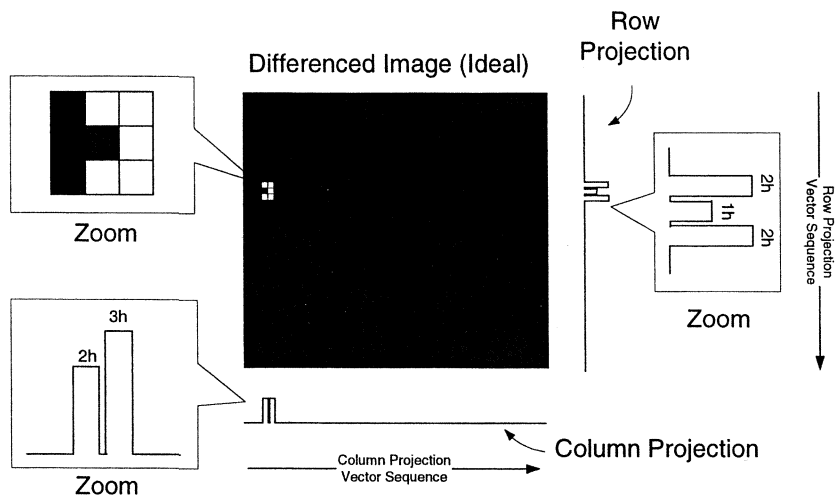 Row
Projection
Differenced Image (Ideal)
Zoom
2h
1h
2h
Row Projection
Vector Sequence
Zoom
3h
2h
Zoom
Column Projection
Column Projection
Vector Sequence